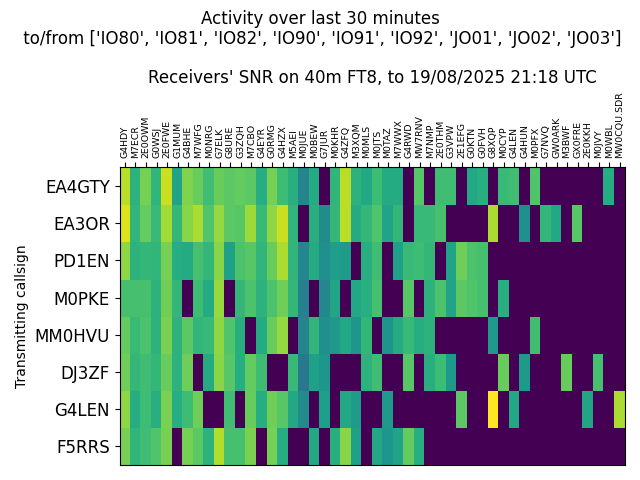 Activity over last 30 minutes
to/from ['IO80', 'IO81', 'IO82', 'IO90', 'IO91', 'IO92', 'JO01', 'JO02', 'JO03']
Receivers' SNR on 40m FT8, to 19/08/2025 21:18 UTC
G4HDY
M7ECR
2E0OWM
G0WSJ
2E0FWE
G1MUM
G4BHE
M7WFG
M0NRG
G7ELK
G8URE
G3ZQH
M7CBO
G4EYR
G0RMG
G4HZX
M5AEI
M0JUE
M0BEW
G7JUR
M0KHR
G4ZFQ
M3XQM
M0MLS
M0JTS
M0TAZ
M7WWX
G4RWD
MW7RNV
M7NMP
2E0THM
G3VPW
2E1EFG
G0KTN
G0FVH
G8XQP
M0CYP
G4LEN
G4HUN
M0PFX
G7NVQ
GW0ARK
M3BWF
GX0FRE
2E0KKH
M0JVY
M0WBL
MW0CQU.SDR
Transmitting callsign
EA4GTY
EA3OR
PD1EN
M0PKE
MM0HVU
DJ3ZF
G4LEN
F5RRS